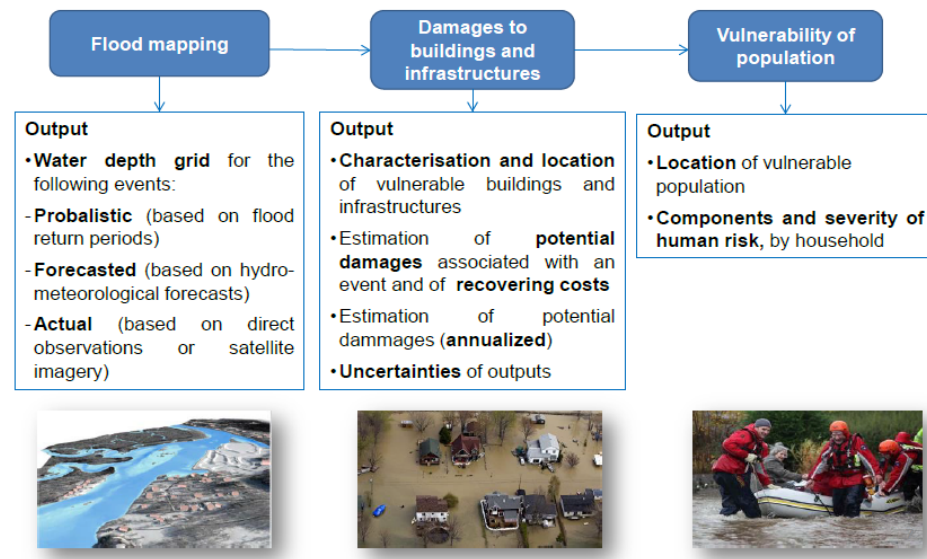 Flood mapping
Damages to
buildings and
infrastructures
Vulnerability of
population
Output
•Water depth grid for the
following events:
-Probalistic (based on flood
return periods)
-Forecasted (based on hydro-
meteorological forecasts)
-Actual (based on direct
observations or satellite
imagery)
Output
•Characterisation and location
of vulnerable buildings and
infrastructures
•Estimation of potential
damages associated with an
event and of recovering costs
•Estimation of potential
dammages (annualized)
•Uncertainties of outputs
Output
•Location of vulnerable
population
•Components and severity of
human risk, by household